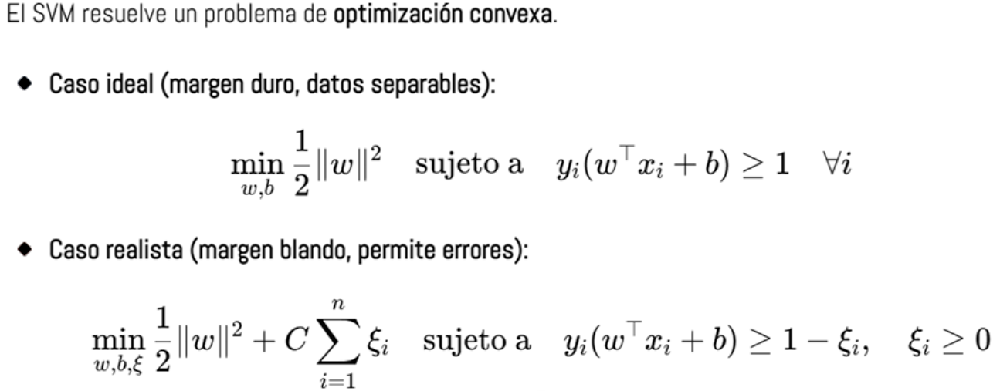 El SVM resuelve un problema de optimización convexa.
◆ Caso ideal (margen duro, datos separables):
$$\min_{w,b} \frac{1}{2}\|w\|^2 \quad \text{sujeto a} \quad y_i(w^\top x_i + b) \geq 1 \quad \forall i$$
◆ Caso realista (margen blando, permite errores):
$$\min_{w,b,\xi} \frac{1}{2}\|w\|^2 + C \sum_{i=1}^{n} \xi_i \quad \text{sujeto a} \quad y_i(w^\top x_i + b) \geq 1 - \xi_i, \quad \xi_i \geq 0$$